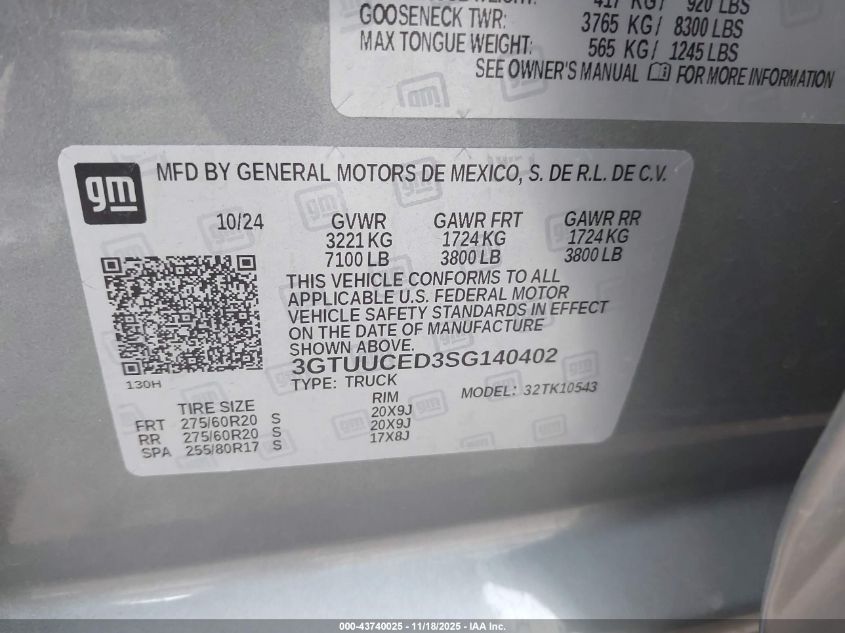 417 KG/ 920 LBS
GOOSENECK TWR: 3765 KG/ 8300 LBS
MAX TONGUE WEIGHT: 565 KG/ 1245 LBS
SEE OWNER'S MANUAL FOR MORE INFORMATION
gm
MFD BY GENERAL MOTORS DE MEXICO, S. DE R.L. DE C.V.
10/24 GVWR GAWR FRT GAWR RR
3221 KG 1724 KG 1724 KG
7100 LB 3800 LB 3800 LB
THIS VEHICLE CONFORMS TO ALL
APPLICABLE U.S. FEDERAL MOTOR
VEHICLE SAFETY STANDARDS IN EFFECT
ON THE DATE OF MANUFACTURE
SHOWN ABOVE.
3GTUUCED3SG140402
130H
TYPE: TRUCK MODEL: 32TK10543
TIRE SIZE RIM
FRT 275/60R20 S 20X9J
RR 275/60R20 S 20X9J
SPA 255/80R17 S 17X8J
000-43740025 - 11/18/2025 - IAA Inc.